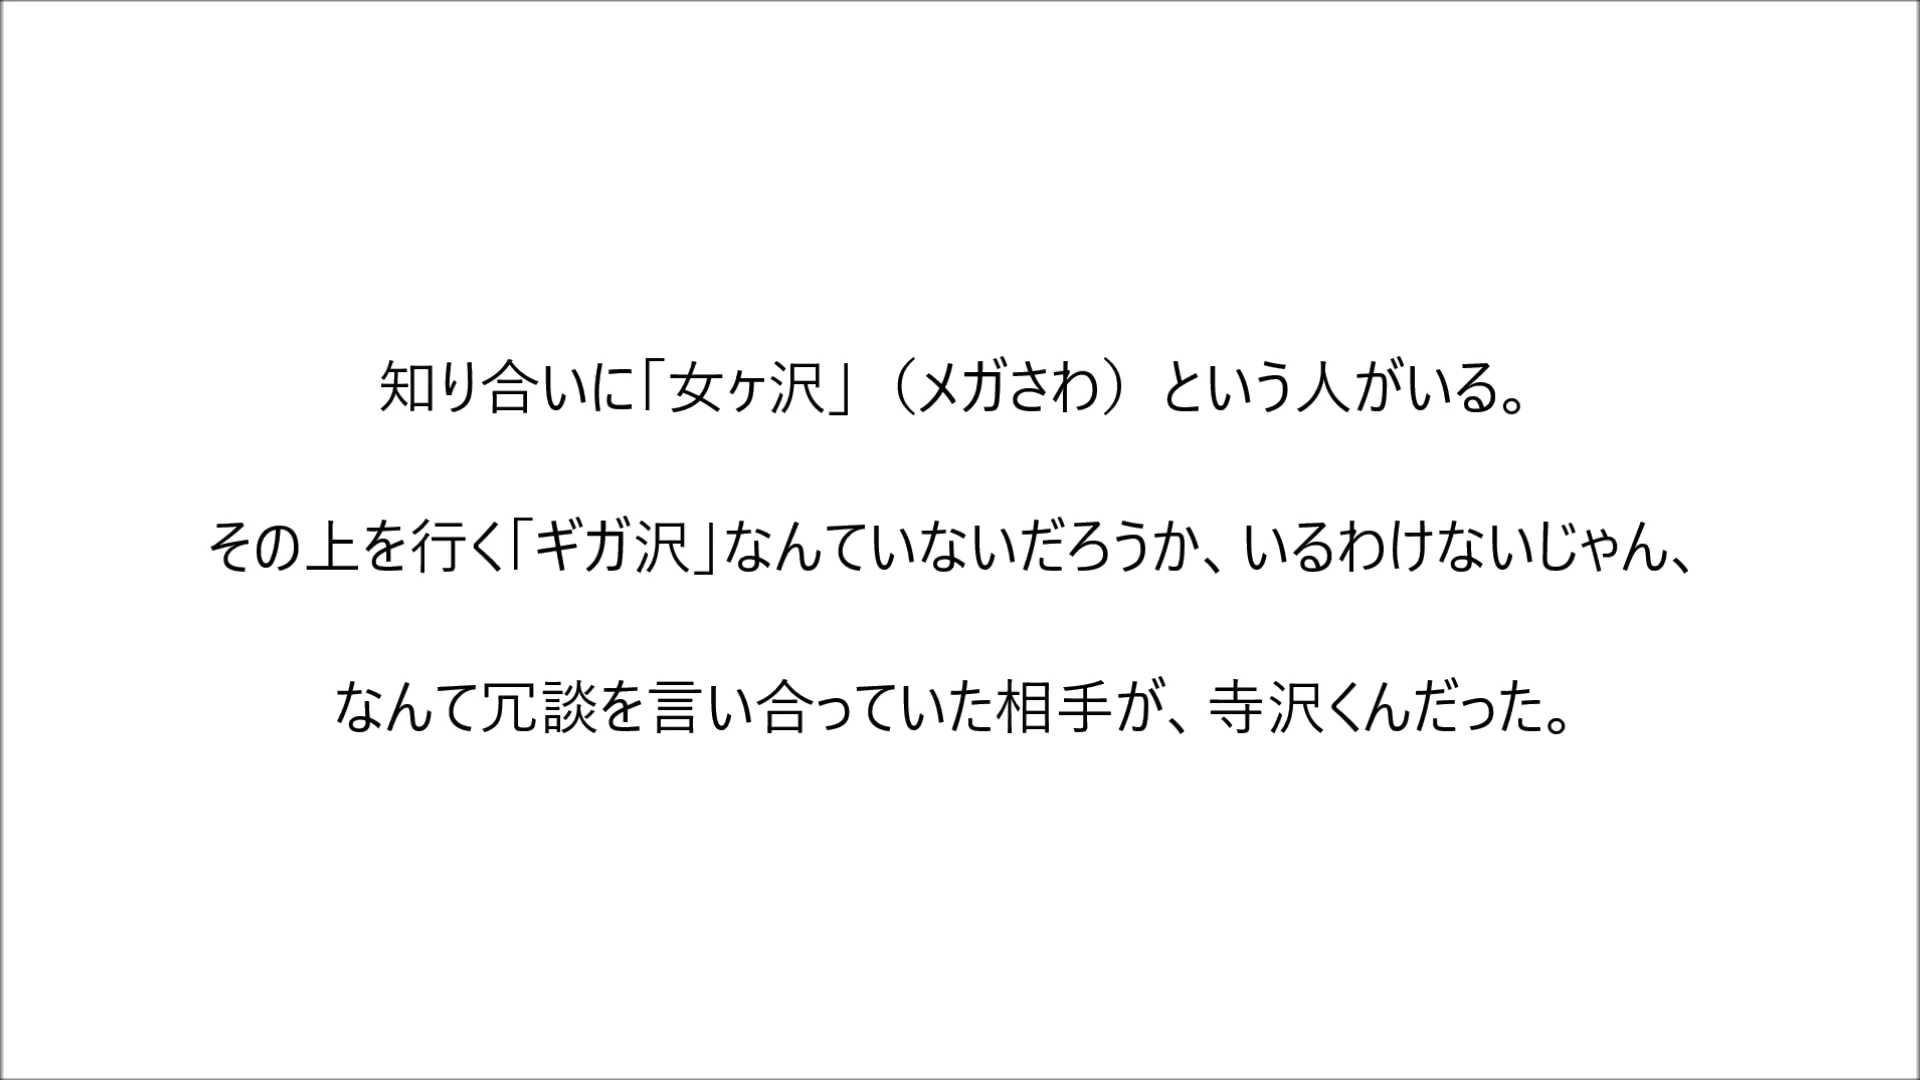 知り合いに「女ヶ沢」（メガさわ）という人がいる。
その上を行く「ギガ沢」なんていないだろうか、いるわけないじゃん、
なんて冗談を言い合っていた相手が、寺沢くんだった。